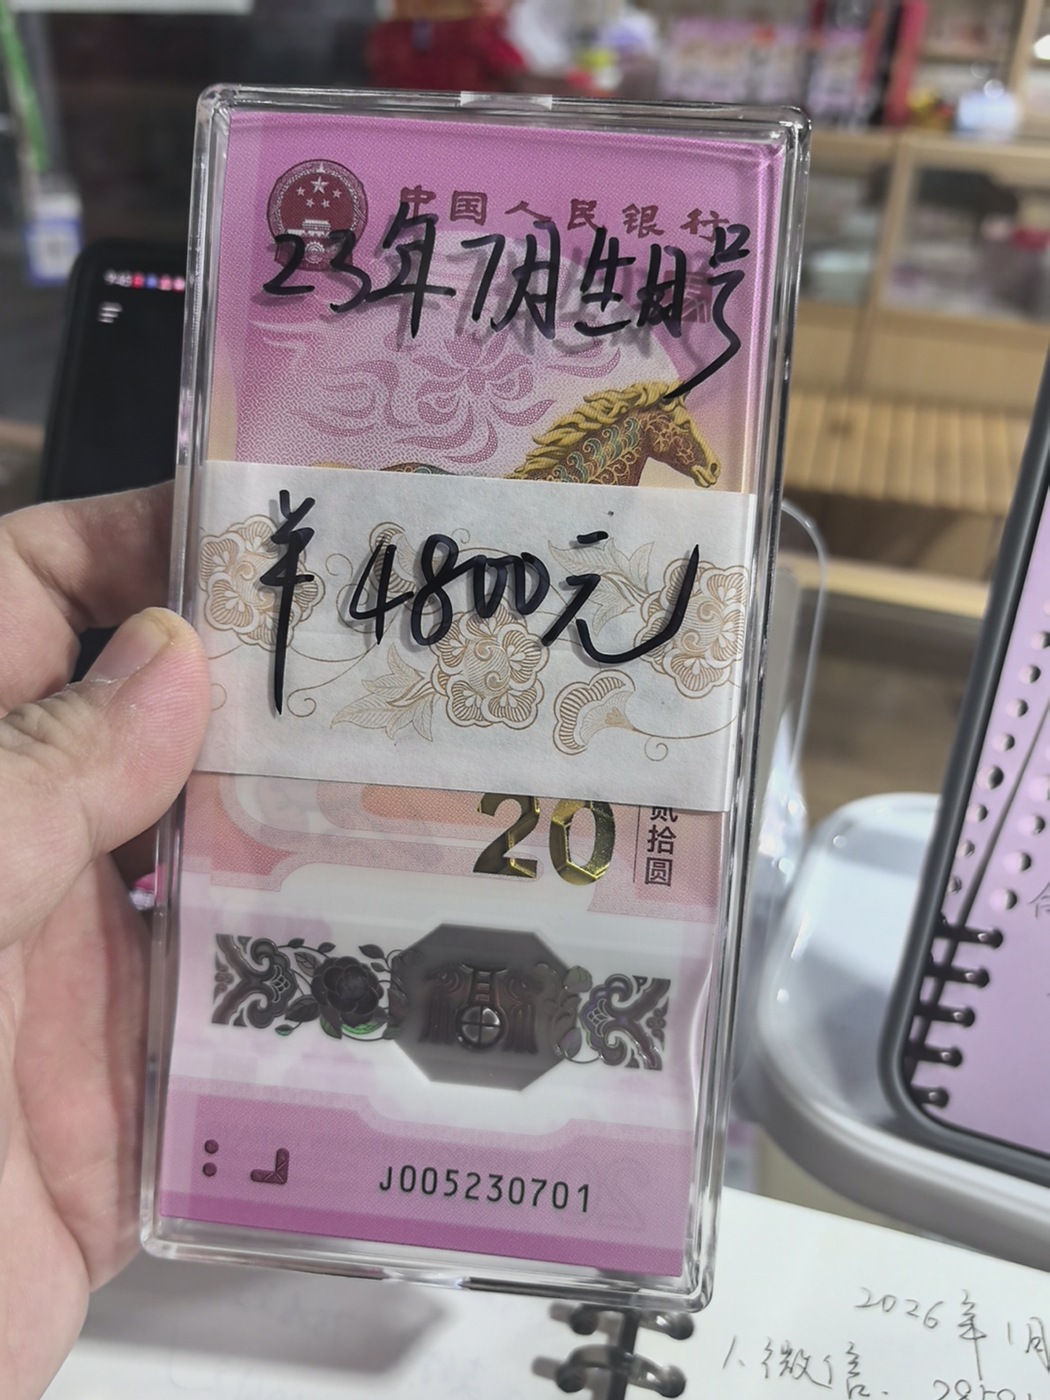 中国人民银行
23年7月生日号
¥4800元
20
贰拾圆
J005230701
2026年1月
微信: